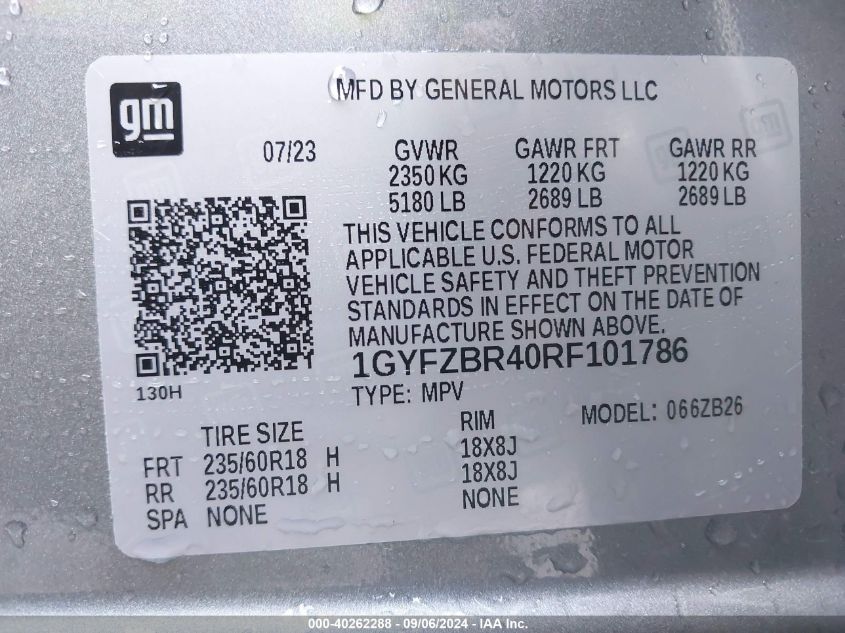 gm
MFD BY GENERAL MOTORS LLC
07/23 GVWR GAWR FRT GAWR RR
2350 KG 1220 KG 1220 KG
5180 LB 2689 LB 2689 LB
THIS VEHICLE CONFORMS TO ALL
APPLICABLE U.S. FEDERAL MOTOR
VEHICLE SAFETY AND THEFT PREVENTION
STANDARDS IN EFFECT ON THE DATE OF
MANUFACTURE SHOWN ABOVE.
1GYFZBR40RF101786
130H
TYPE: MPV
MODEL: 066ZB26
TIRE SIZE RIM
FRT 235/60R18 H 18X8J
RR 235/60R18 H 18X8J
SPA NONE NONE
000-40262288 - 09/06/2024 - IAA Inc.